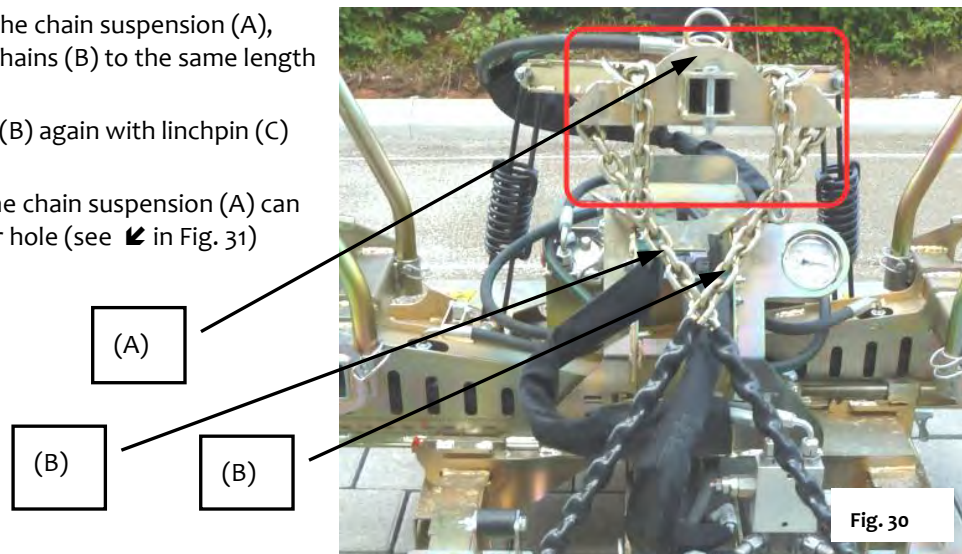 he chain suspension (A),
hains (B) to the same length
(B) again with linchpin (C)
he chain suspension (A) can
r hole (see 🡿 in Fig. 31)
(A)
(B)
(B)
Fig. 30